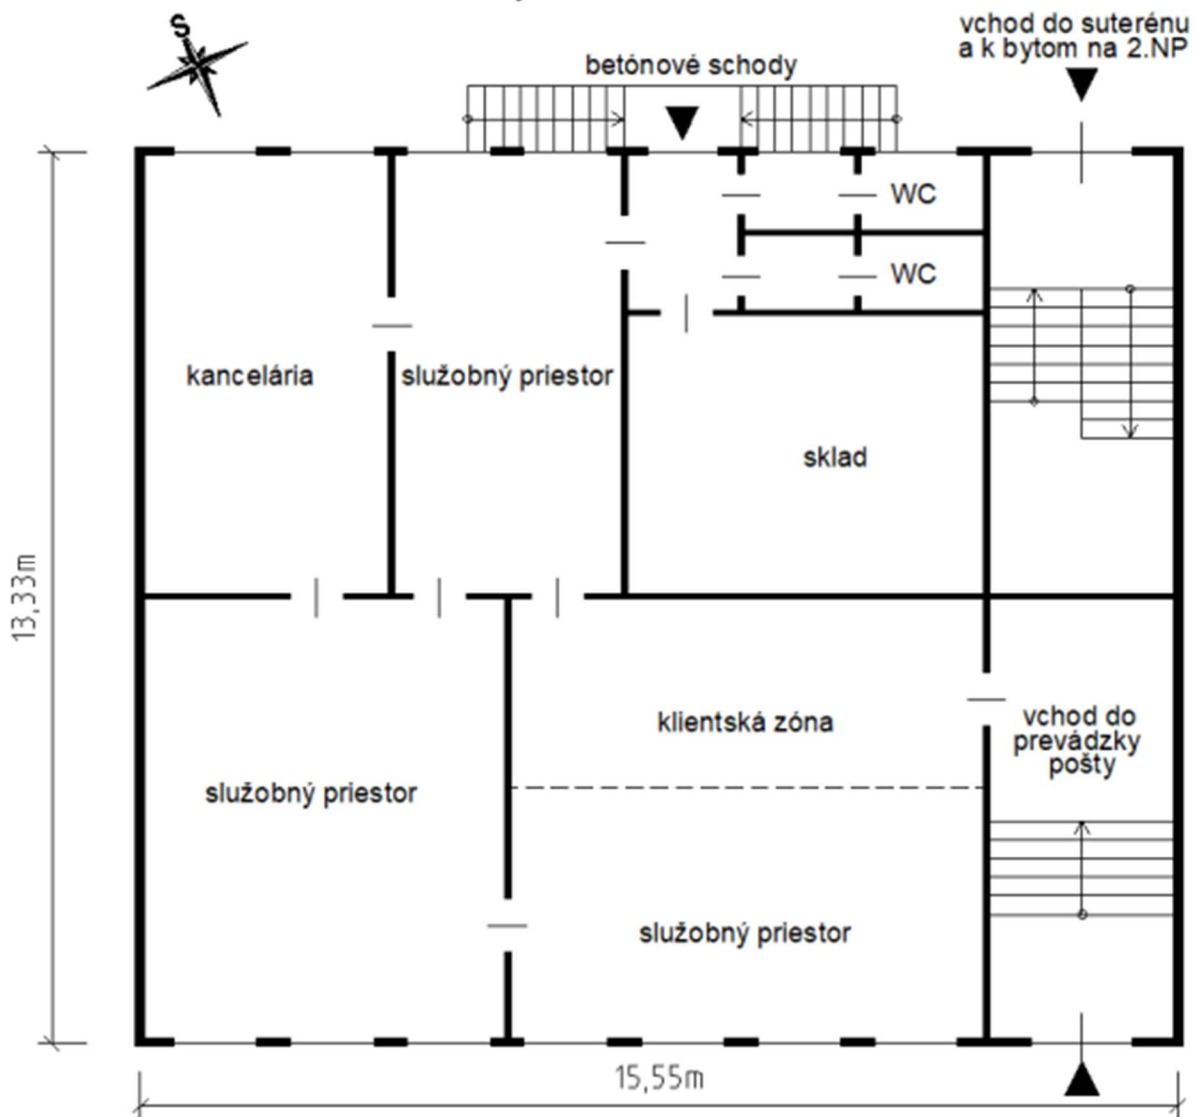 S
vchod do suterénu
a k bytom na 2.NP
betónové schody
WC
WC
kancelária
služobný priestor
sklad
13,33m
klientská zóna
vchod do
prevádzky
pošty
služobný priestor
služobný priestor
15,55m